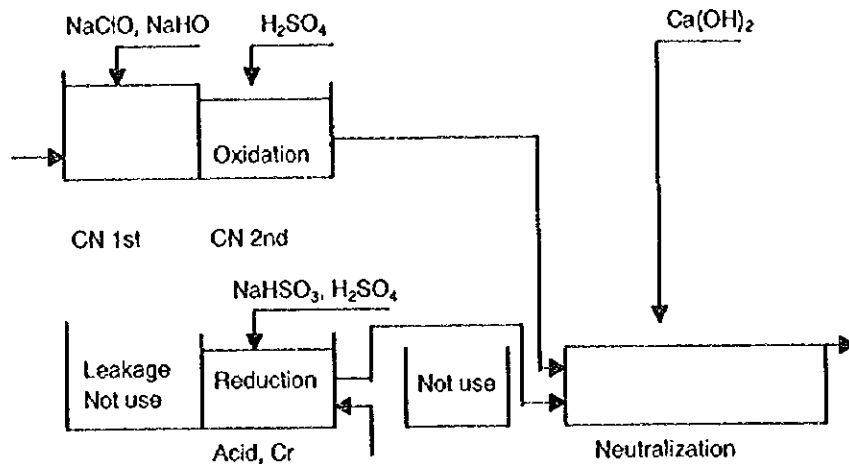 NaClO, NaHO
H₂SO₄
Ca(OH)₂
Oxidation
CN 1st
CN 2nd
NaHSO₃, H₂SO₄
Leakage
Not use
Reduction
Not use
Acid, Cr
Neutralization